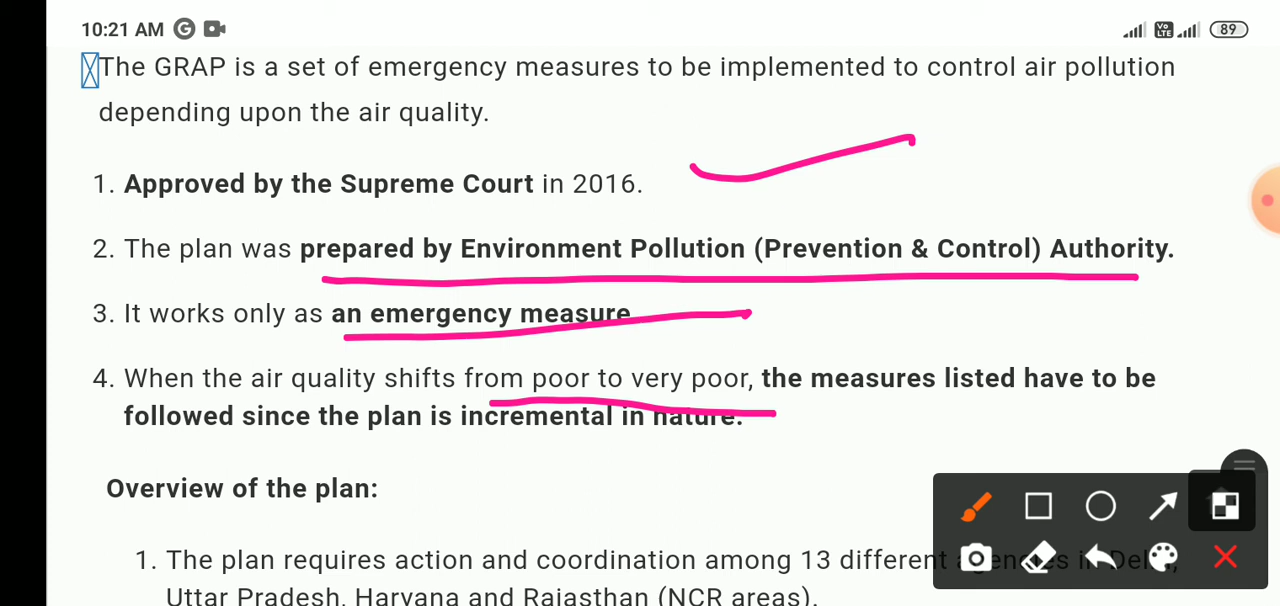 10:21 AM
Vo
LTE
89
The GRAP is a set of emergency measures to be implemented to control air pollution
depending upon the air quality.
1. Approved by the Supreme Court in 2016.
2. The plan was prepared by Environment Pollution (Prevention & Control) Authority.
3. It works only as an emergency measure
4. When the air quality shifts from poor to very poor, the measures listed have to be
followed since the plan is incremental in nature.
Overview of the plan:
1. The plan requires action and coordination among 13 different agencies in Delhi,
Uttar Pradesh, Haryana and Rajasthan (NCR areas).